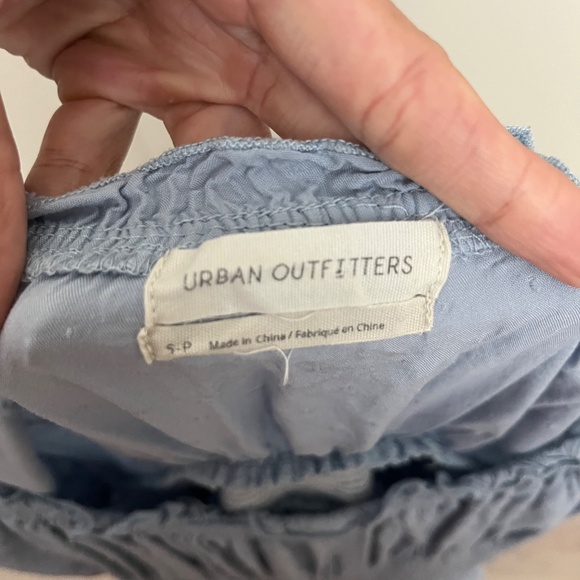 URBAN OUTFITTERS
S-P Made in China / Fabriqué en Chine